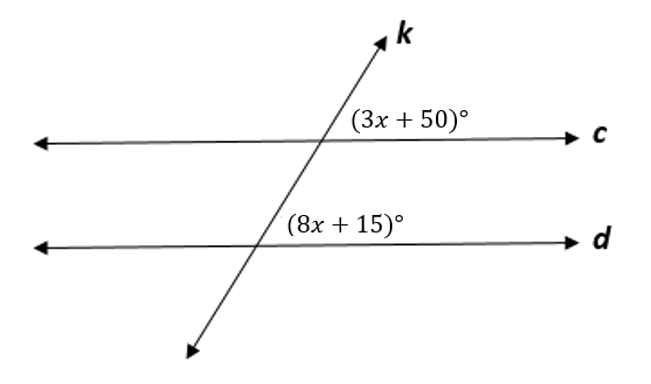 k
(3x + 50)°
c
(8x + 15)°
d